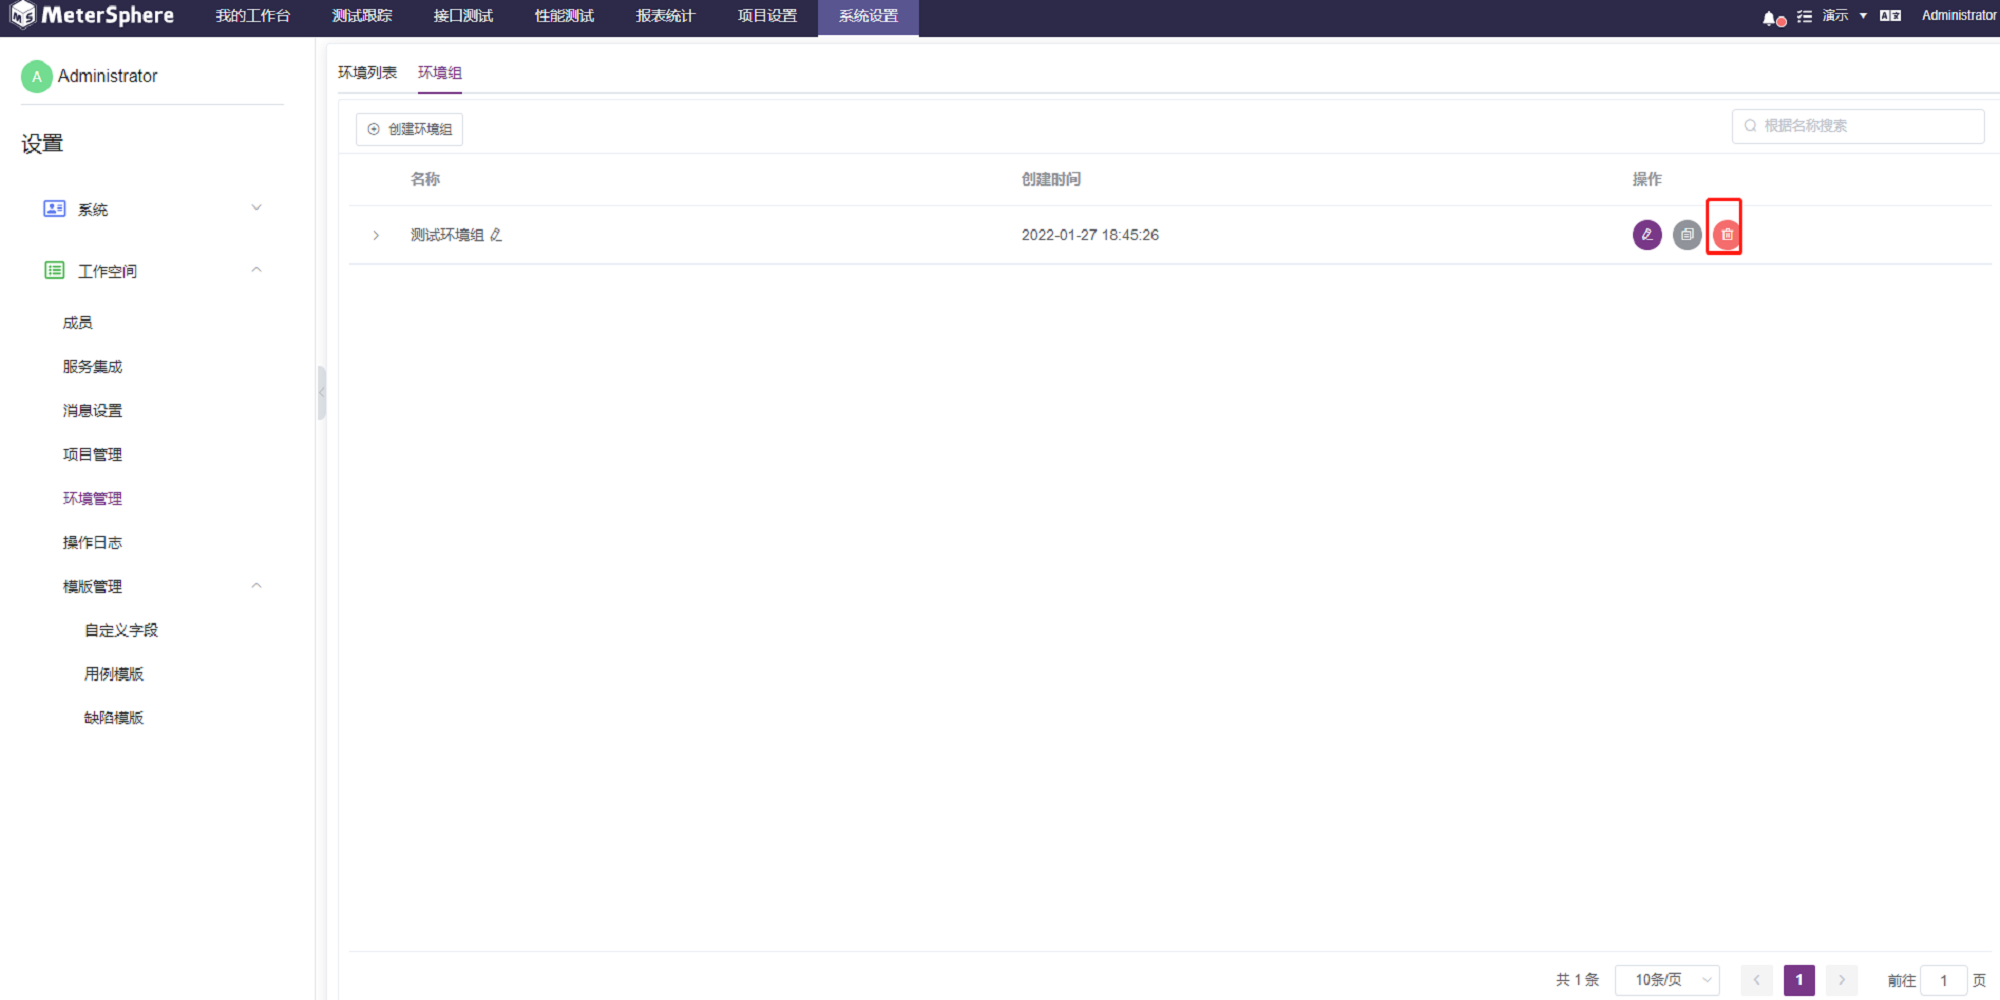 MeterSphere 我的工作台 测试跟踪 接口测试 性能测试 报表统计 项目设置 系统设置 演示 Administrator
A Administrator
设置
系统
工作空间
成员
服务集成
消息设置
项目管理
环境管理
操作日志
模版管理
自定义字段
用例模版
缺陷模版
环境列表 环境组
创建环境组 根据名称搜索
名称 创建时间 操作
测试环境组 2022-01-27 18:45:26
共 1 条 10条/页 1 前往 1 页